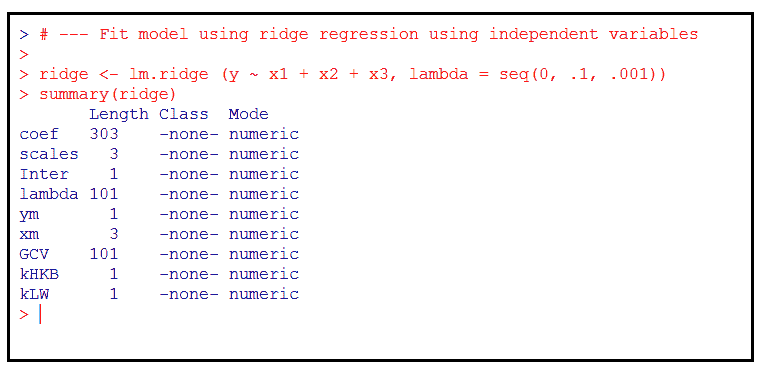 > # --- Fit model using ridge regression using independent variables
>
> ridge <- lm.ridge (y ~ x1 + x2 + x3, lambda = seq(0, .1, .001))
> summary(ridge)
       Length Class  Mode
coef   303    -none- numeric
scales   3    -none- numeric
Inter    1    -none- numeric
lambda 101    -none- numeric
ym       1    -none- numeric
xm       3    -none- numeric
GCV    101    -none- numeric
kHKB     1    -none- numeric
kLW      1    -none- numeric
> |